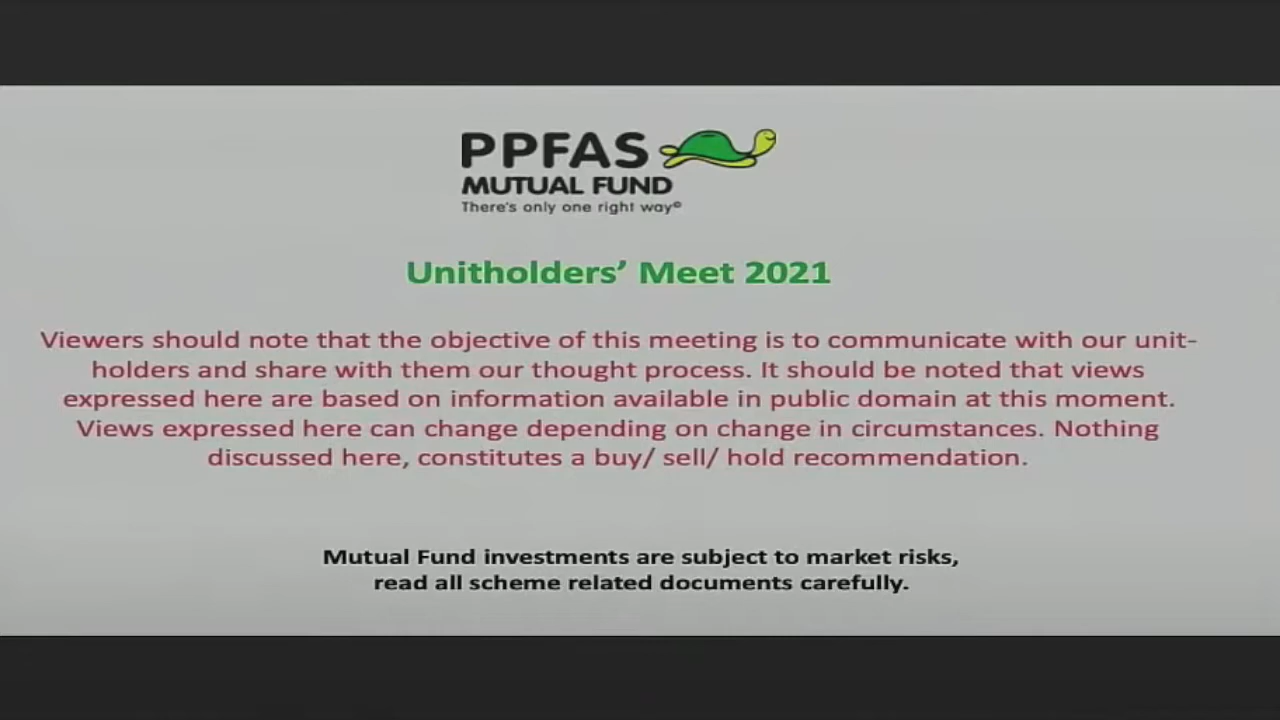 PPFAS
MUTUAL FUND
There's only one right way®
Unitholders’ Meet 2021
Viewers should note that the objective of this meeting is to communicate with our unit-
holders and share with them our thought process. It should be noted that views
expressed here are based on information available in public domain at this moment.
Views expressed here can change depending on change in circumstances. Nothing
discussed here, constitutes a buy/ sell/ hold recommendation.
Mutual Fund investments are subject to market risks,
read all scheme related documents carefully.